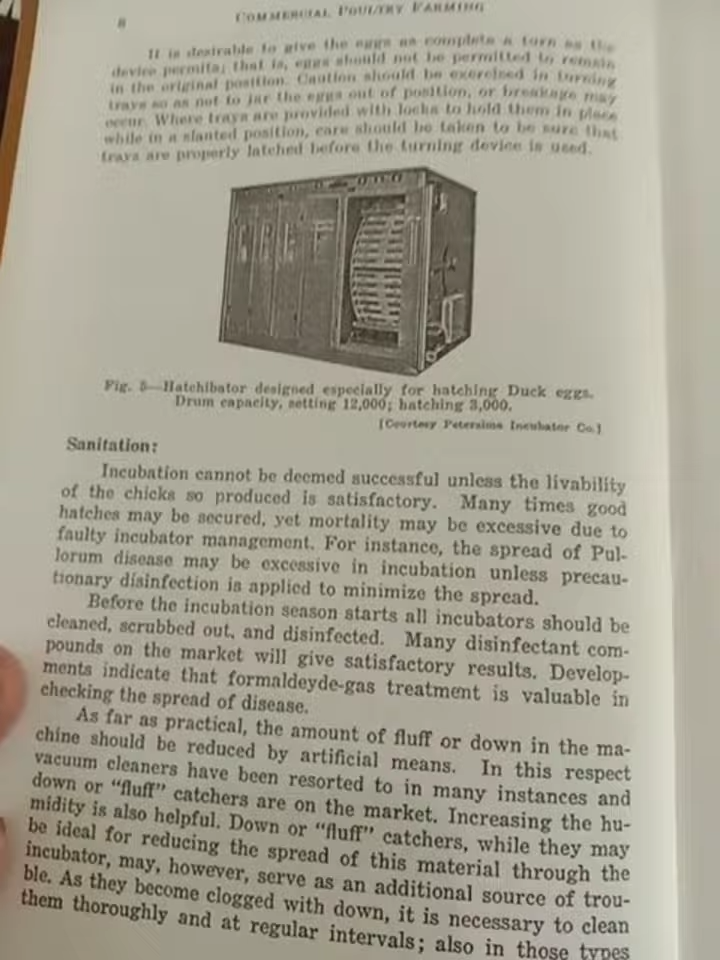 8
COMMERCIAL POULTRY FARMING
It is desirable to give the eggs as complete a turn as the
device permits; that is, eggs should not be permitted to remain
in the original position. Caution should be exercised in turning
trays so as not to jar the eggs out of position, or breakage may
occur. Where trays are provided with locks to hold them in place
while in a slanted position, care should be taken to be sure that
trays are properly latched before the turning device is used.
Fig. 5—Hatchibator designed especially for hatching Duck eggs.
Drum capacity, setting 12,000; hatching 3,000.
[Courtesy Petersime Incubator Co.]
Sanitation:
Incubation cannot be deemed successful unless the livability
of the chicks so produced is satisfactory. Many times good
hatches may be secured, yet mortality may be excessive due to
faulty incubator management. For instance, the spread of Pul-
lorum disease may be excessive in incubation unless precau-
tionary disinfection is applied to minimize the spread.
Before the incubation season starts all incubators should be
cleaned, scrubbed out, and disinfected. Many disinfectant com-
pounds on the market will give satisfactory results. Develop-
ments indicate that formaldeyde-gas treatment is valuable in
checking the spread of disease.
As far as practical, the amount of fluff or down in the ma-
chine should be reduced by artificial means. In this respect
vacuum cleaners have been resorted to in many instances and
down or "fluff" catchers are on the market. Increasing the hu-
midity is also helpful. Down or "fluff" catchers, while they may
be ideal for reducing the spread of this material through the
incubator, may, however, serve as an additional source of trou-
ble. As they become clogged with down, it is necessary to clean
them thoroughly and at regular intervals; also in those types